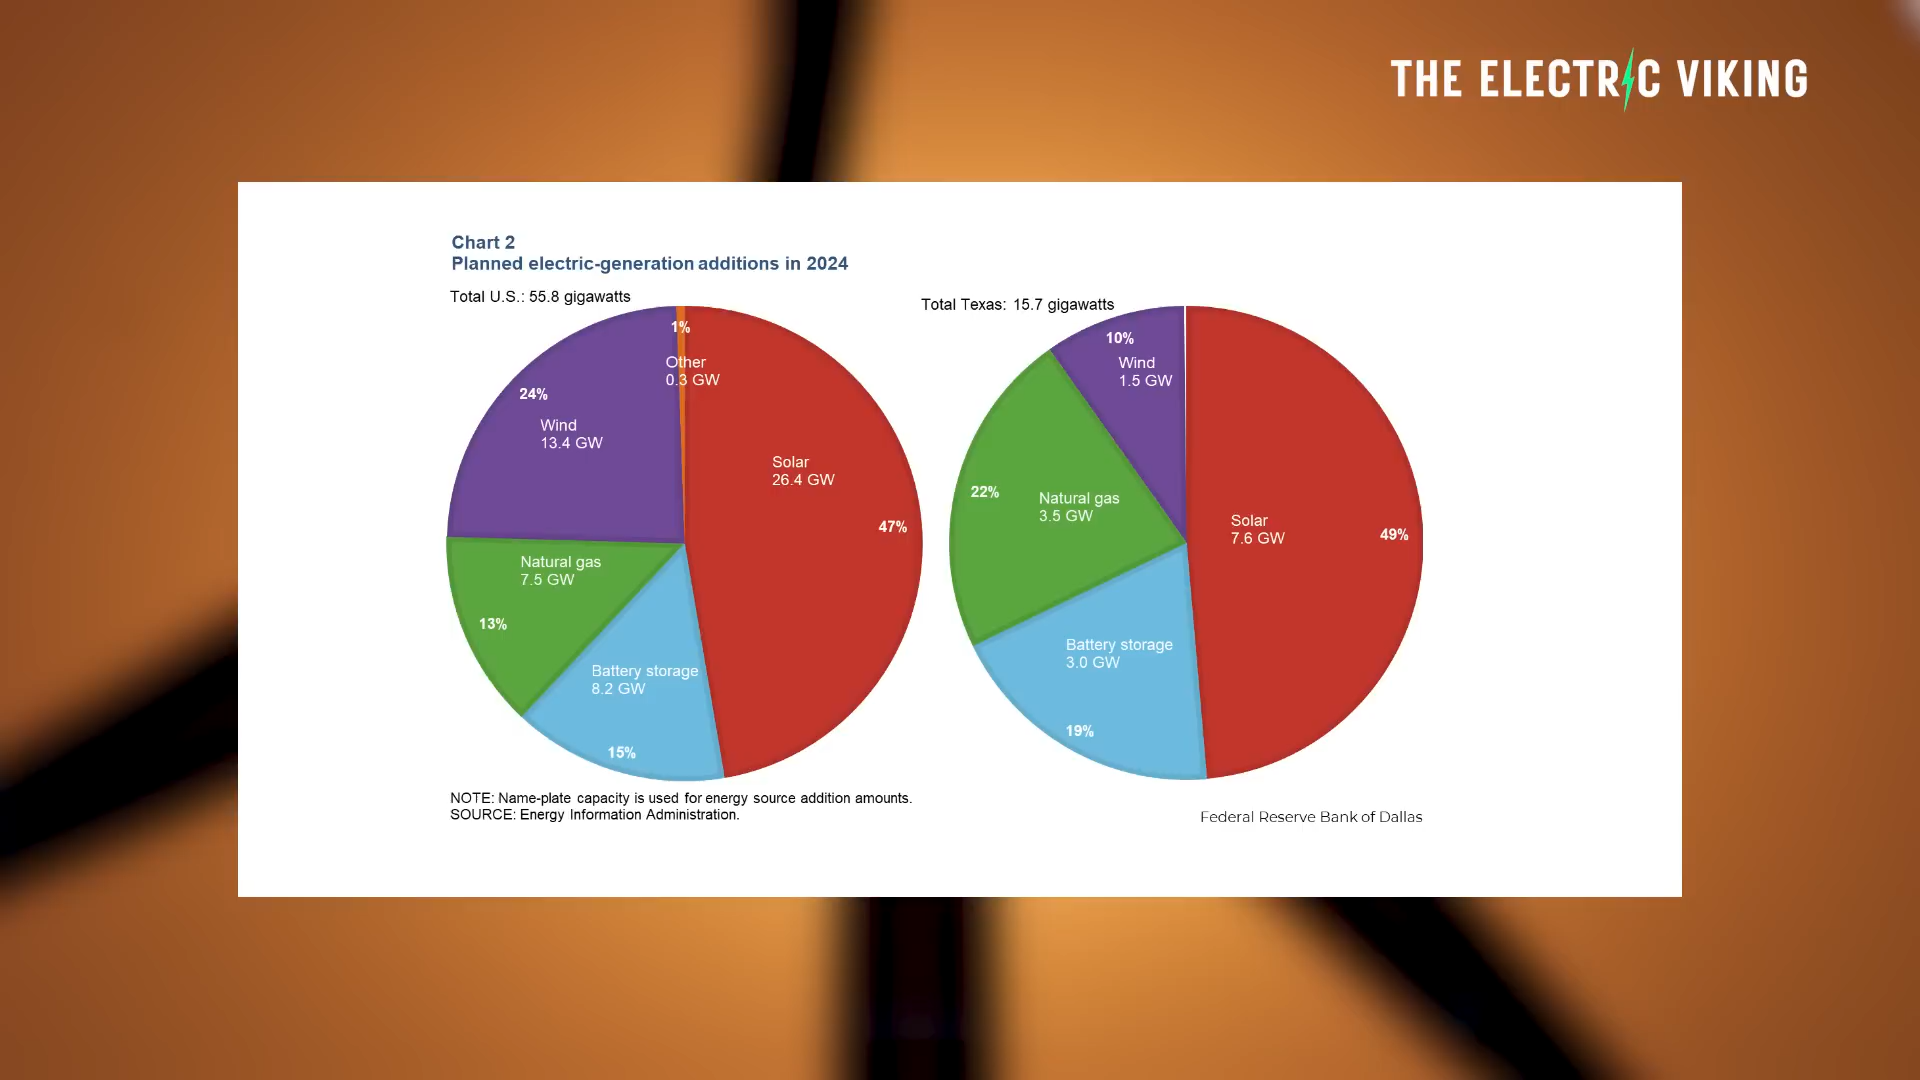 THE ELECTRIC VIKING
Chart 2
Planned electric-generation additions in 2024
Total U.S.: 55.8 gigawatts
1%
Other
0.3 GW
24%
Wind
13.4 GW
Solar
26.4 GW
47%
Natural gas
7.5 GW
13%
Battery storage
8.2 GW
15%
Total Texas: 15.7 gigawatts
10%
Wind
1.5 GW
22%
Natural gas
3.5 GW
Solar
7.6 GW
49%
Battery storage
3.0 GW
19%
NOTE: Name-plate capacity is used for energy source addition amounts.
SOURCE: Energy Information Administration.
Federal Reserve Bank of Dallas